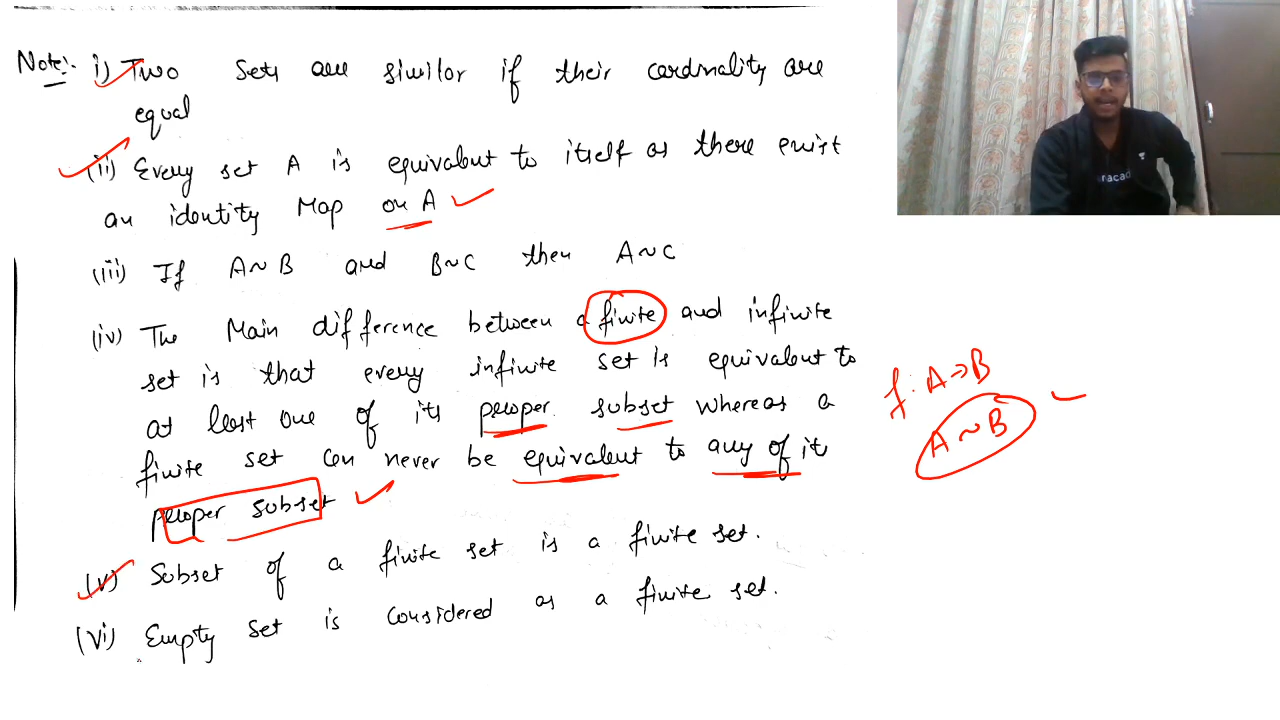 Note:- i) Two sets are similar if their cardinality are
equal
(ii) Every set A is equivalent to itself as there exist
an identity Map on A
(iii) If A~B and B~C then A~C
(iv) The Main difference between a finite and infinite
set is that every infinite set is equivalent to
at least one of its proper subset whereas a
finite set can never be equivalent to any of it
proper subset
(v) Subset of a finite set is a finite set.
(vi) Empty set is considered as a finite set.
f: A→B
A~B
racad